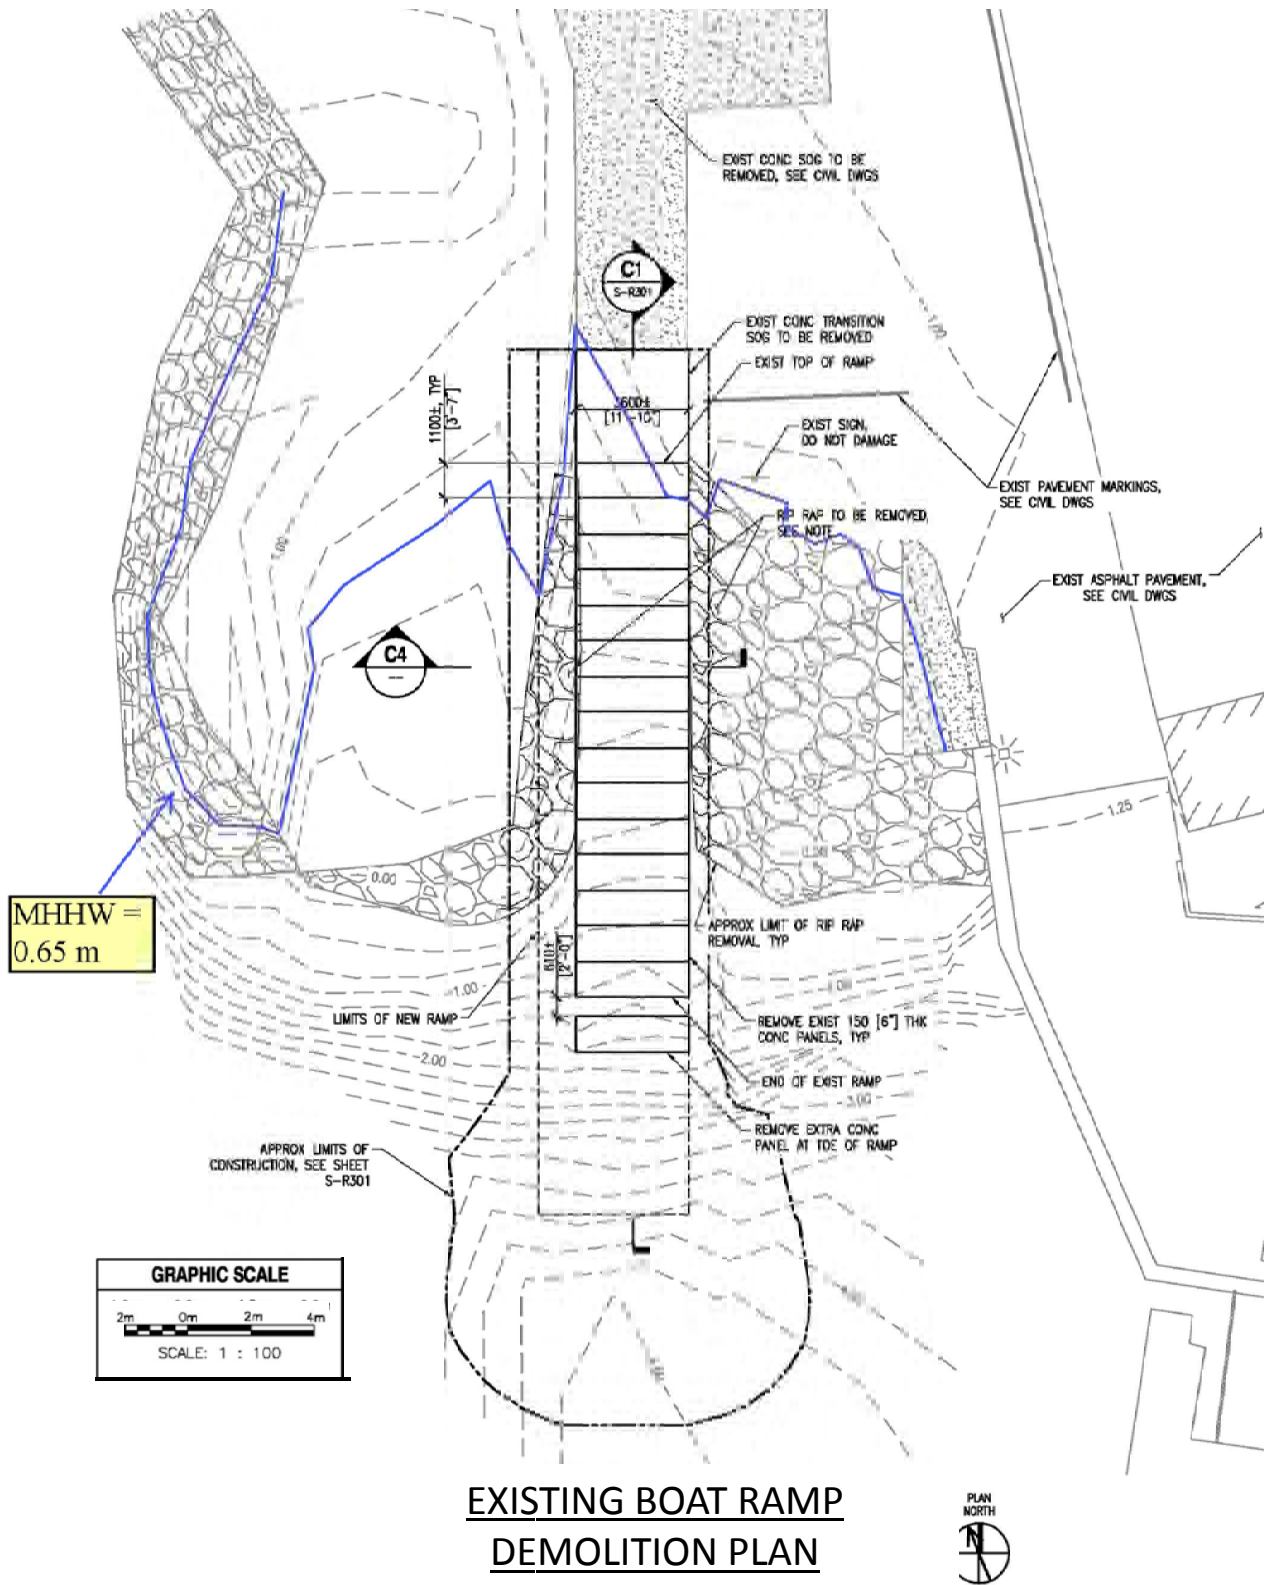 EXIST CONC SOG TO BE
REMOVED, SEE CIVIL DWGS
C1
S-R301
EXIST CONC TRANSITION
SOG TO BE REMOVED
EXIST TOP OF RAMP
1100±, TYP
[3'-7"]
3600±
[11'-10"]
1.00
EXIST SIGN,
DO NOT DAMAGE
EXIST PAVEMENT MARKINGS,
SEE CIVIL DWGS
RIP RAP TO BE REMOVED,
SEE NOTE
1.00
EXIST ASPHALT PAVEMENT,
SEE CIVIL DWGS
C4
1.25
0.00
MHHW =
0.65 m
APPROX LIMIT OF RIP RAP
REMOVAL, TYP
610±
[2'-0"]
1.00
LIMITS OF NEW RAMP
REMOVE EXIST 150 [6"] THK
CONC PANELS, TYP
2.00
END OF EXIST RAMP
3.00
REMOVE EXTRA CONC
PANEL AT TOE OF RAMP
APPROX LIMITS OF
CONSTRUCTION, SEE SHEET
S-R301
GRAPHIC SCALE
2m 0m 2m 4m
SCALE: 1 : 100
EXISTING BOAT RAMP
DEMOLITION PLAN
PLAN
NORTH
N